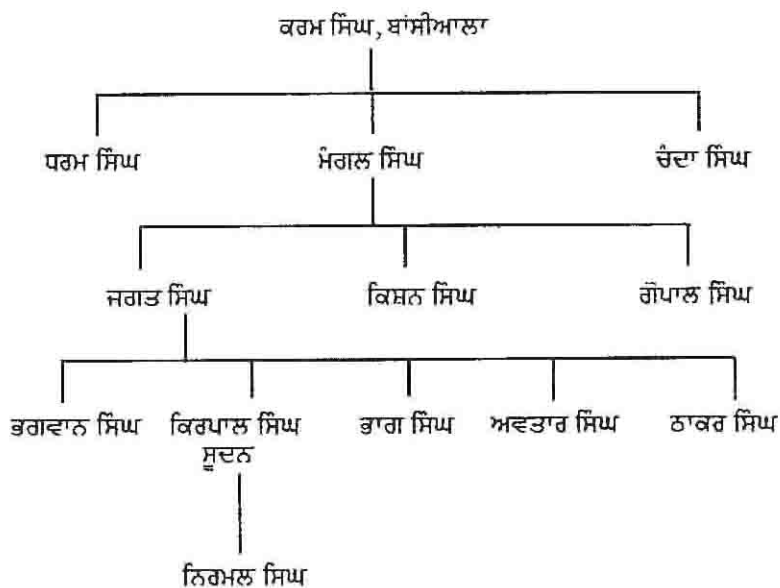 ਕਰਮ ਸਿੰਘ, ਬਾਂਸੀਆਲਾ
ਧਰਮ ਸਿੰਘ ਮੰਗਲ ਸਿੰਘ ਚੰਦਾ ਸਿੰਘ
ਜਗਤ ਸਿੰਘ ਕਿਸ਼ਨ ਸਿੰਘ ਗੋਪਾਲ ਸਿੰਘ
ਭਗਵਾਨ ਸਿੰਘ ਕਿਰਪਾਲ ਸਿੰਘ ਭਾਗ ਸਿੰਘ ਅਵਤਾਰ ਸਿੰਘ ਠਾਕਰ ਸਿੰਘ
ਸੂਦਨ
ਨਿਰਮਲ ਸਿੰਘ